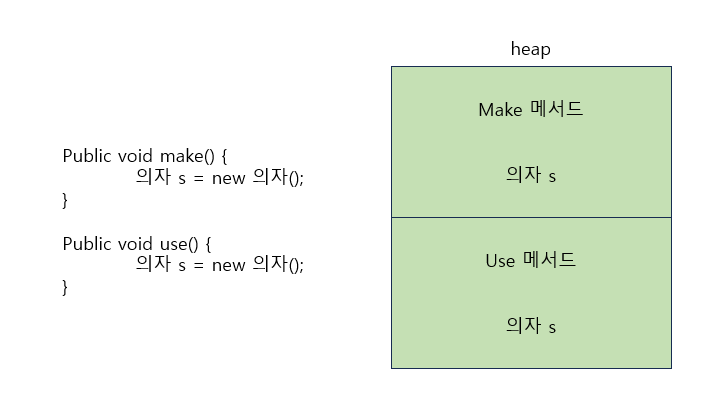 Public void make() {
의자 s = new 의자();
}
Public void use() {
의자 s = new 의자();
}
heap
Make 메서드
의자 s
Use 메서드
의자 s